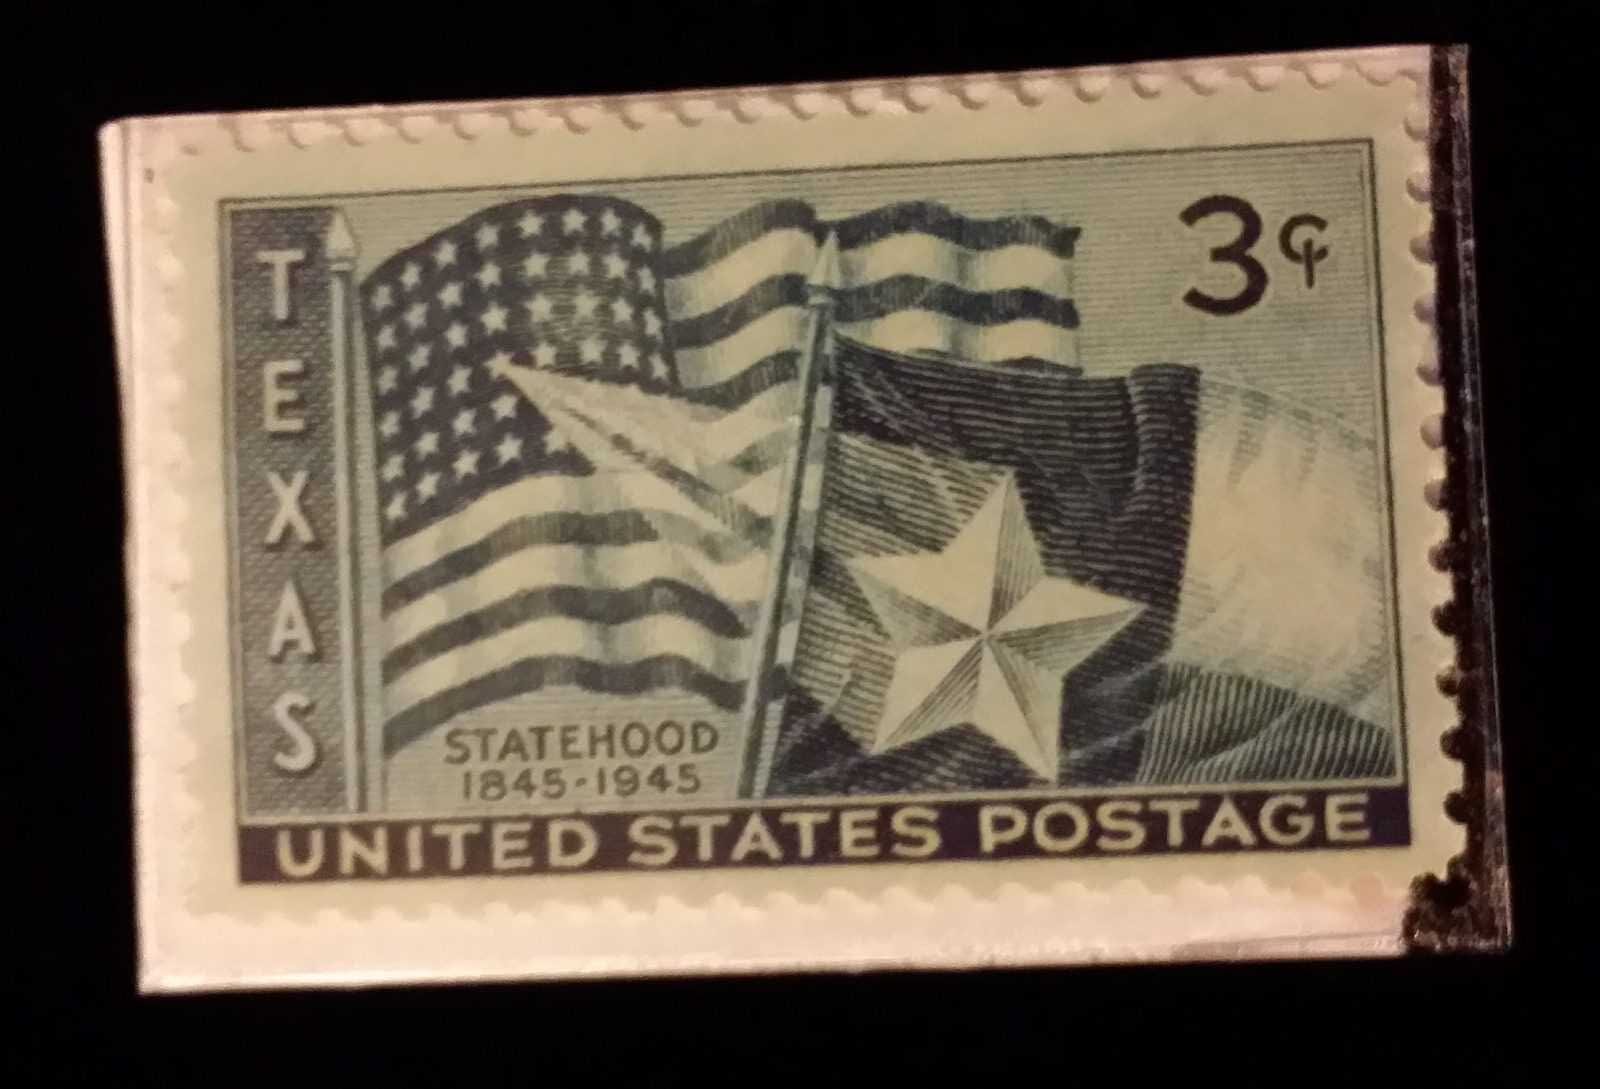 TEXAS
3¢
STATEHOOD
1845-1945
UNITED STATES POSTAGE